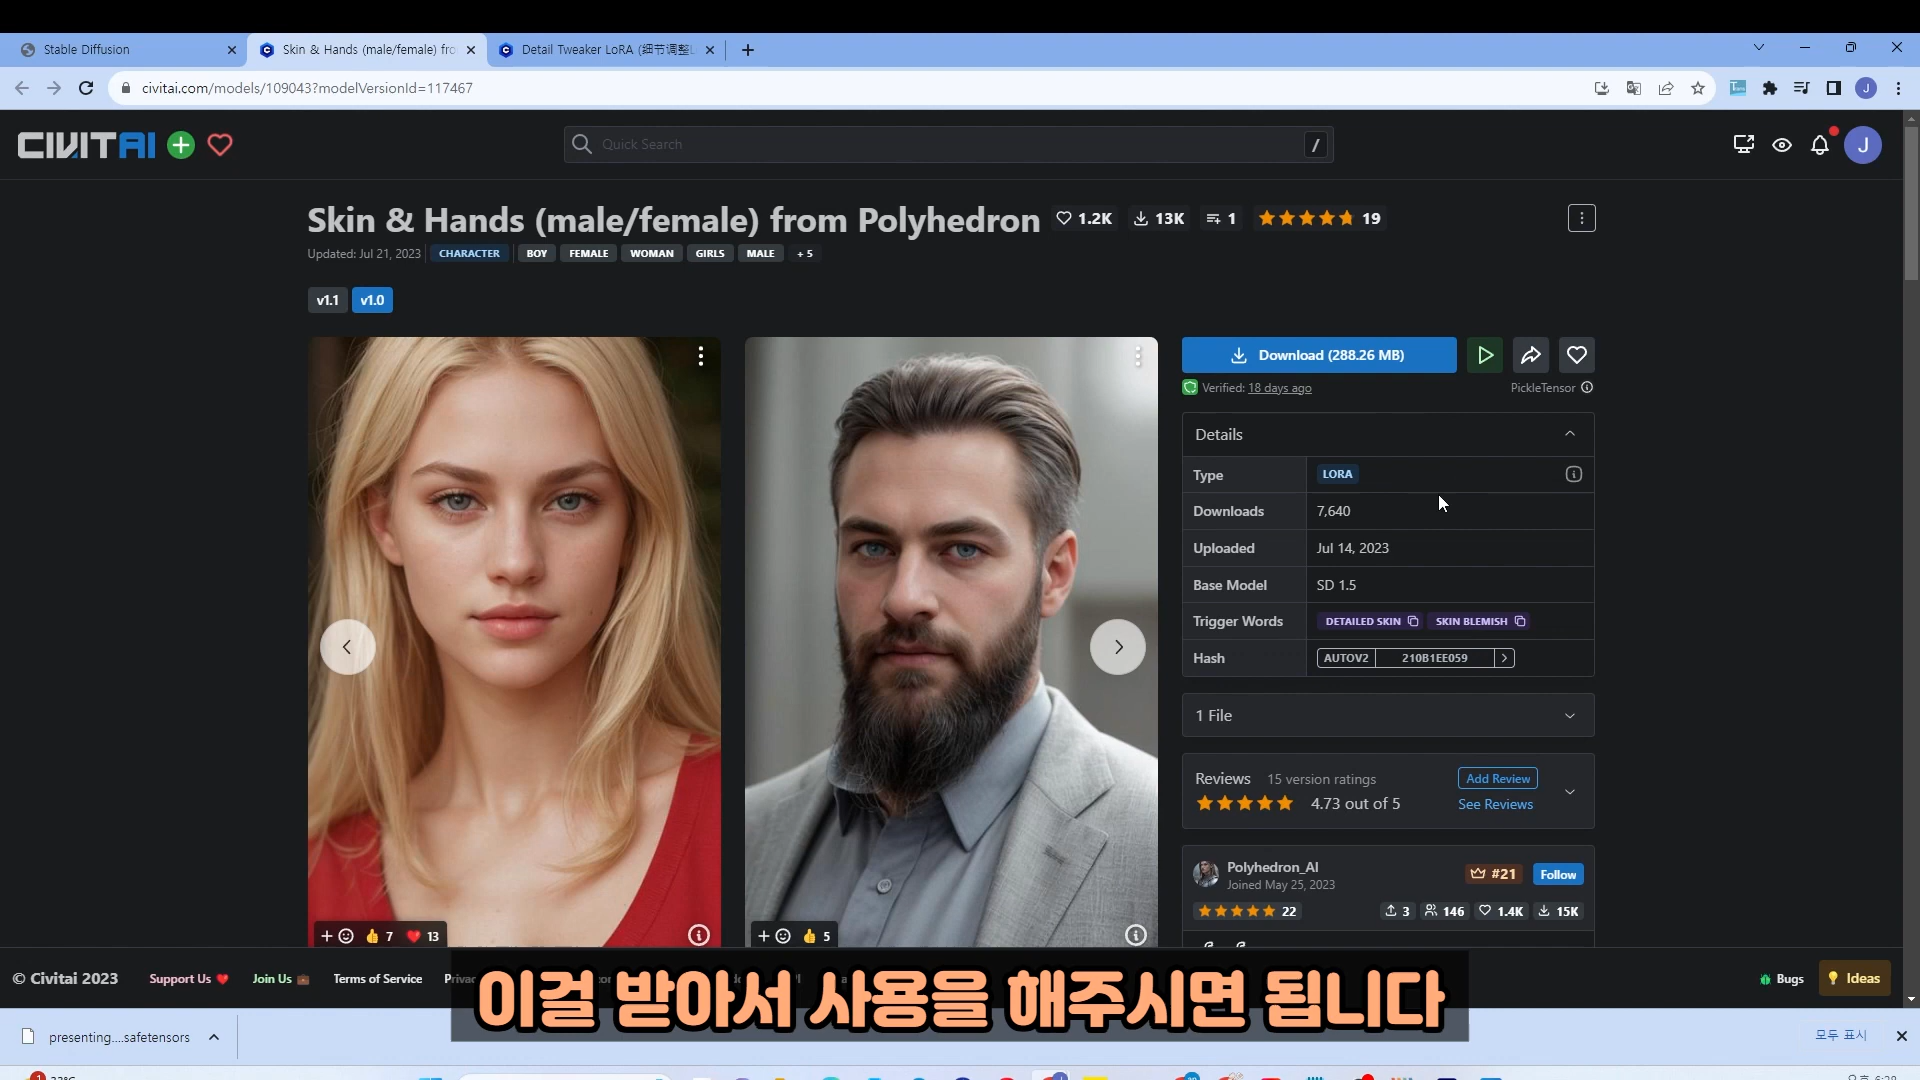 Stable Diffusion
Skin & Hands (male/female) fro
Detail Tweaker LoRA (细节调整L
civitai.com/models/109043?modelVersionId=117467
J
CIVITAI
Quick Search
/
J
Skin & Hands (male/female) from Polyhedron
1.2K
13K
1
19
Updated: Jul 21, 2023
CHARACTER
BOY
FEMALE
WOMAN
GIRLS
MALE
+ 5
v1.1
v1.0
Download (288.26 MB)
Verified: 18 days ago
PickleTensor
Details
Type
LORA
Downloads
7,640
Uploaded
Jul 14, 2023
Base Model
SD 1.5
Trigger Words
DETAILED SKIN
SKIN BLEMISH
Hash
AUTOV2
210B1EE059
1 File
Reviews
15 version ratings
Add Review
4.73 out of 5
See Reviews
Polyhedron_AI
Joined May 25, 2023
#21
Follow
22
3
146
1.4K
15K
7
13
5
© Civitai 2023
Support Us
Join Us
Terms of Service
Bugs
Ideas
이걸 받아서 사용을 해주시면 됩니다
presenting....safetensors
모두 표시